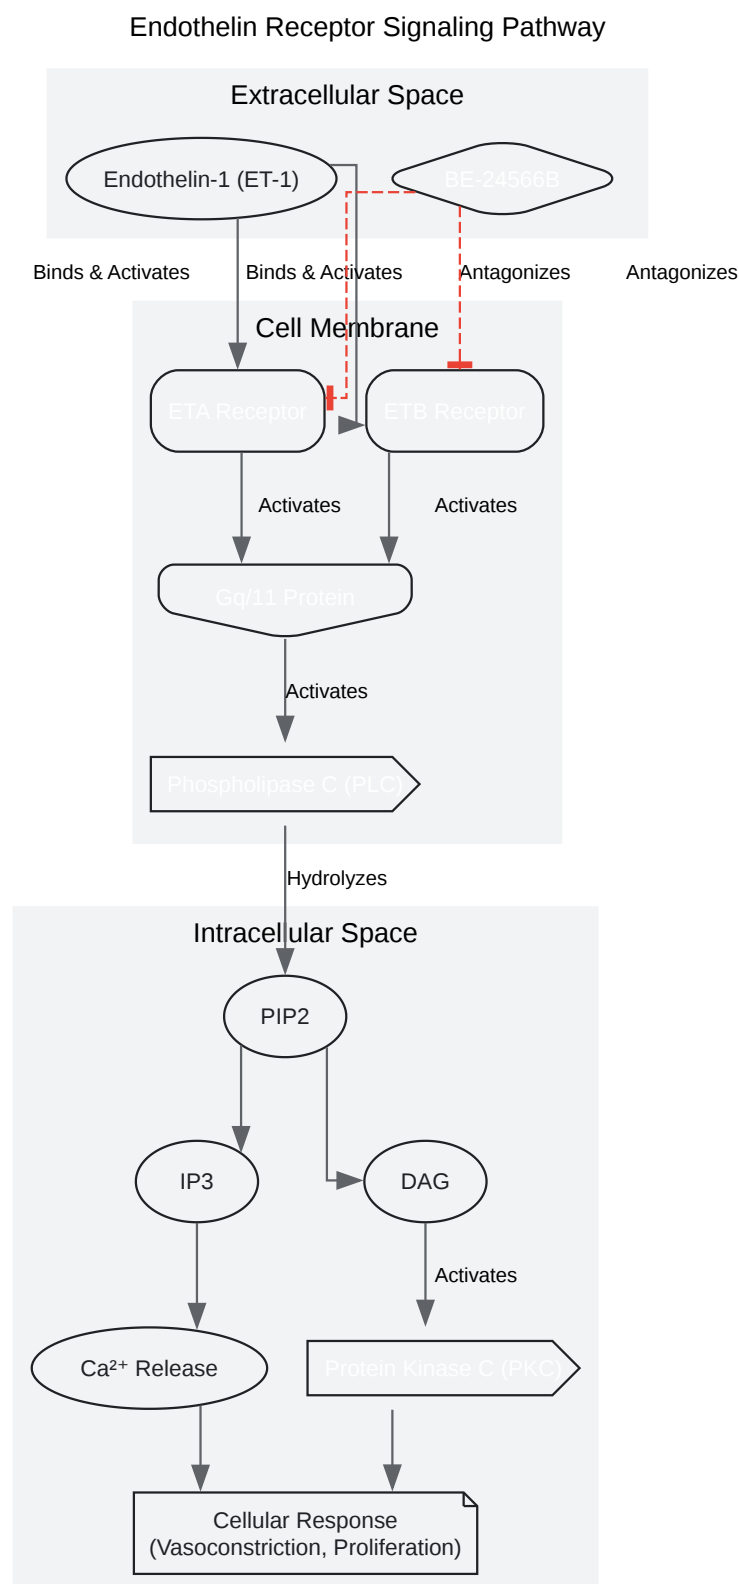 Endothelin Receptor Signaling Pathway
Extracellular Space
Endothelin-1 (ET-1)
BE-24566B
Binds & Activates
Binds & Activates
Antagonizes
Antagonizes
Cell Membrane
ETA Receptor
ETB Receptor
Activates
Activates
Gq/11 Protein
Activates
Phospholipase C (PLC)
Hydrolyzes
Intracellular Space
PIP2
IP3
DAG
Activates
Ca²⁺ Release
Protein Kinase C (PKC)
Cellular Response
(Vasoconstriction, Proliferation)